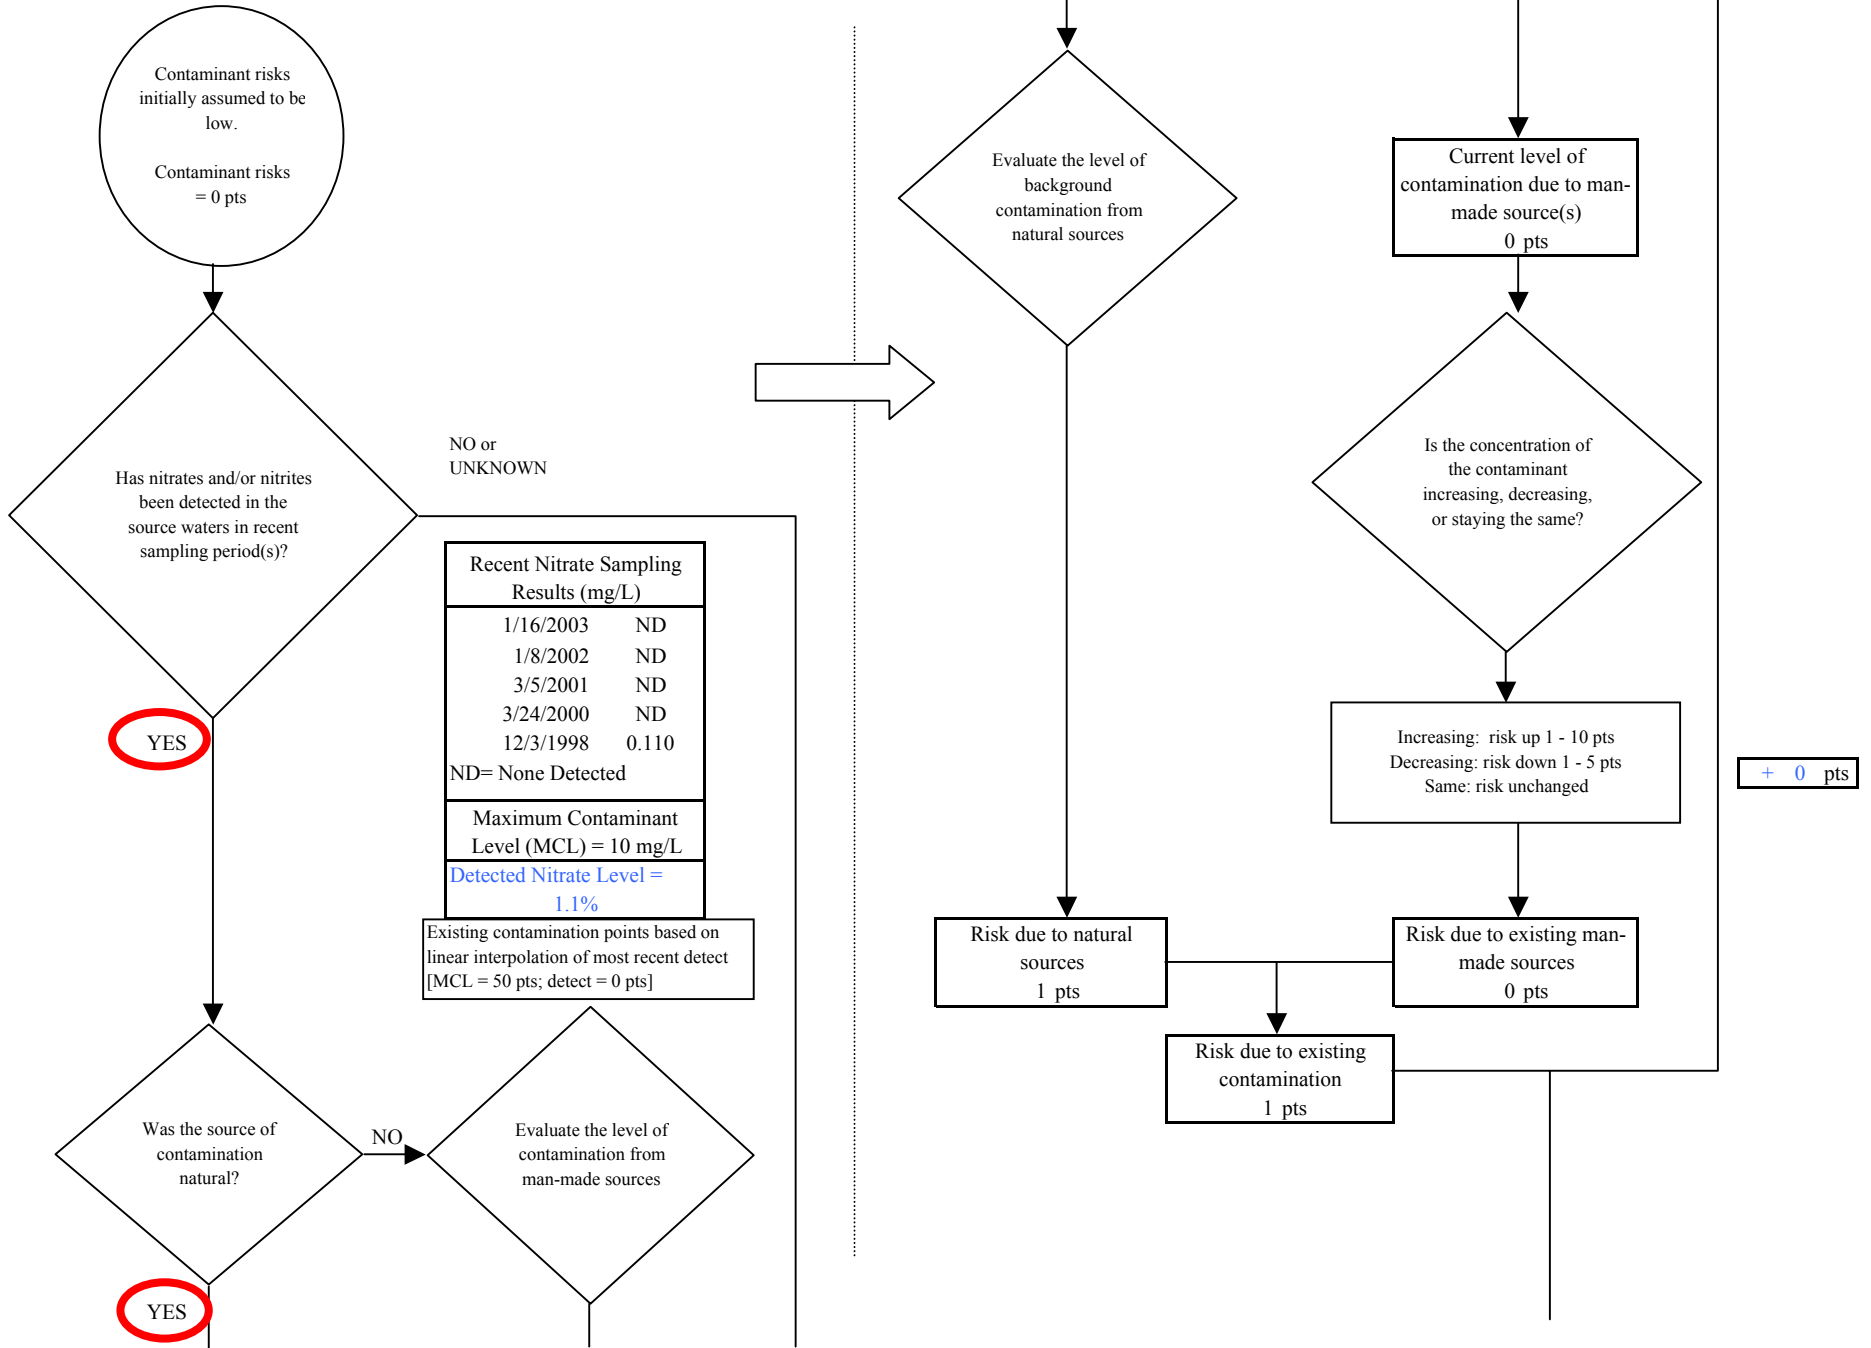 Contaminant risks
initially assumed to be
low.
Contaminant risks
= 0 pts
Has nitrates and/or nitrites
been detected in the
source waters in recent
sampling period(s)?
NO or
UNKNOWN
YES
Recent Nitrate Sampling
Results (mg/L)
1/16/2003 ND
1/8/2002 ND
3/5/2001 ND
3/24/2000 ND
12/3/1998 0.110
ND= None Detected
Maximum Contaminant
Level (MCL) = 10 mg/L
Detected Nitrate Level =
1.1%
Existing contamination points based on
linear interpolation of most recent detect
[MCL = 50 pts; detect = 0 pts]
Was the source of
contamination
natural?
NO
Evaluate the level of
contamination from
man-made sources
YES
Evaluate the level of
background
contamination from
natural sources
Current level of
contamination due to man-
made source(s)
0 pts
Is the concentration of
the contaminant
increasing, decreasing,
or staying the same?
Increasing: risk up 1 - 10 pts
Decreasing: risk down 1 - 5 pts
Same: risk unchanged
+ 0 pts
Risk due to natural
sources
1 pts
Risk due to existing man-
made sources
0 pts
Risk due to existing
contamination
1 pts